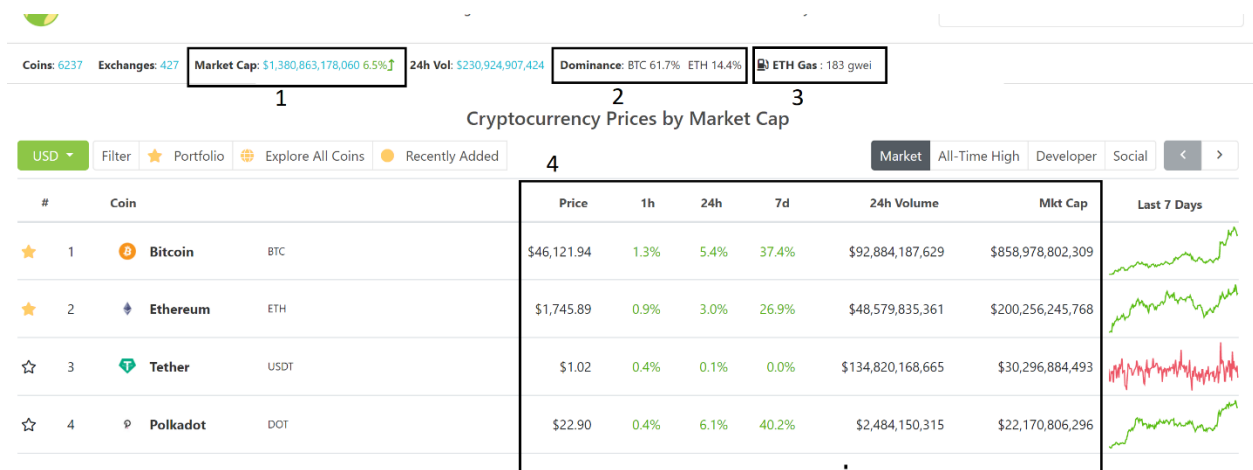 Coins: 6237 Exchanges: 427 Market Cap: $1,380,863,178,060 6.5% 24h Vol: $230,924,907,424 Dominance: BTC 61.7% ETH 14.4% ETH Gas : 183 gwei
1 2 3
Cryptocurrency Prices by Market Cap
USD Filter Portfolio Explore All Coins Recently Added 4 Market All-Time High Developer Social
# Coin Price 1h 24h 7d 24h Volume Mkt Cap Last 7 Days
1 Bitcoin BTC $46,121.94 1.3% 5.4% 37.4% $92,884,187,629 $858,978,802,309
2 Ethereum ETH $1,745.89 0.9% 3.0% 26.9% $48,579,835,361 $200,256,245,768
3 Tether USDT $1.02 0.4% 0.1% 0.0% $134,820,168,665 $30,296,884,493
4 Polkadot DOT $22.90 0.4% 6.1% 40.2% $2,484,150,315 $22,170,806,296